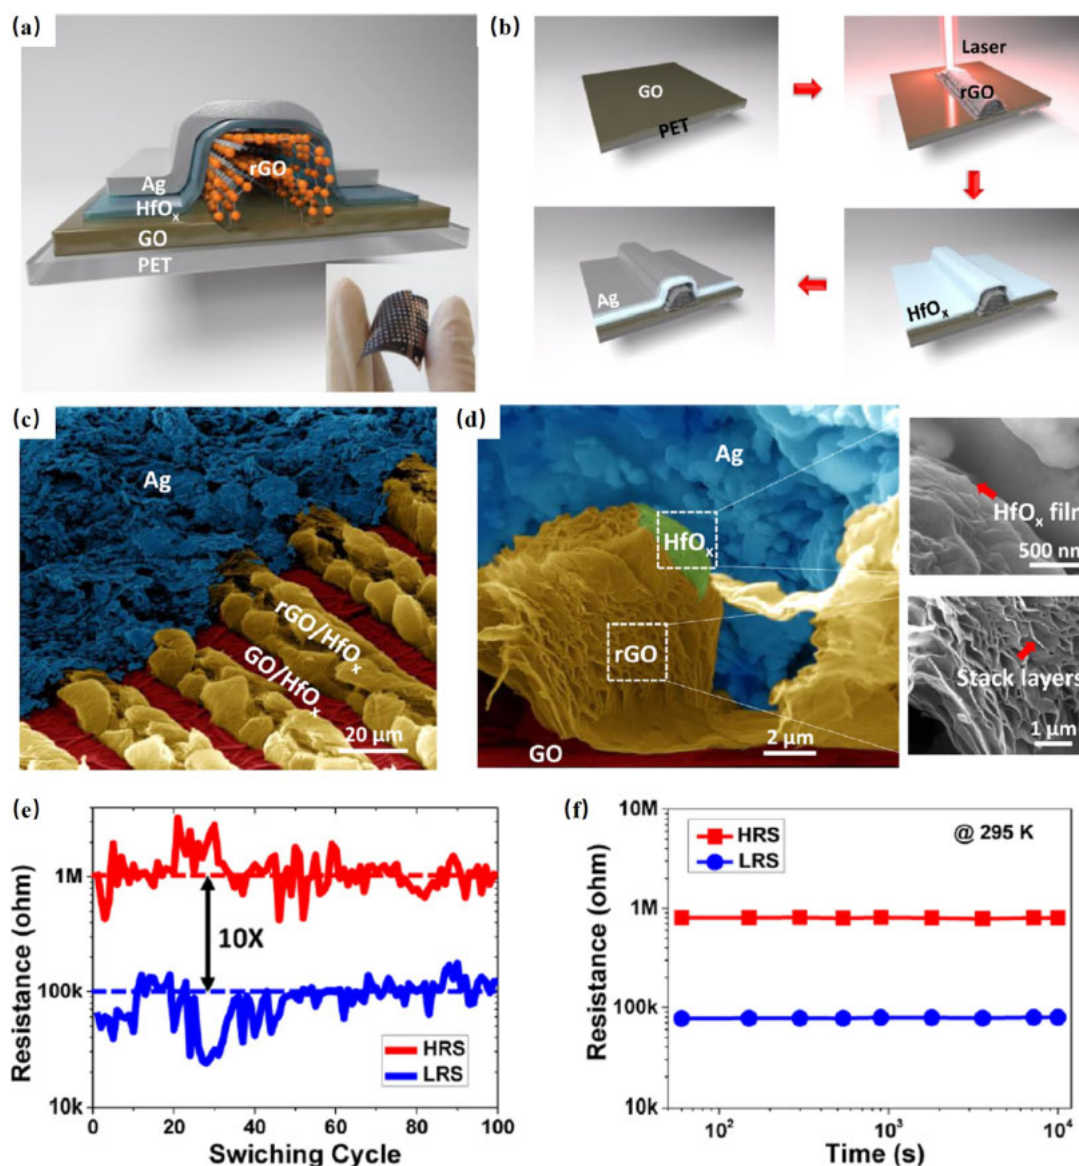 (a)
rGO
Ag
HfOₓ
GO
PET
(b)
GO
PET
Laser
rGO
Ag
HfOₓ
(c)
Ag
rGO/HfOₓ
GO/HfOₓ
20 µm
(d)
Ag
HfOₓ
rGO
GO
2 µm
HfOₓ film
500 nm
Stack layers
1 µm
(e)
Resistance (ohm)
1M
100k
10k
10X
HRS
LRS
0 20 40 60 80 100
Swiching Cycle
(f)
Resistance (ohm)
10M
1M
100k
10k
HRS
LRS
@ 295 K
10² 10³ 10⁴
Time (s)